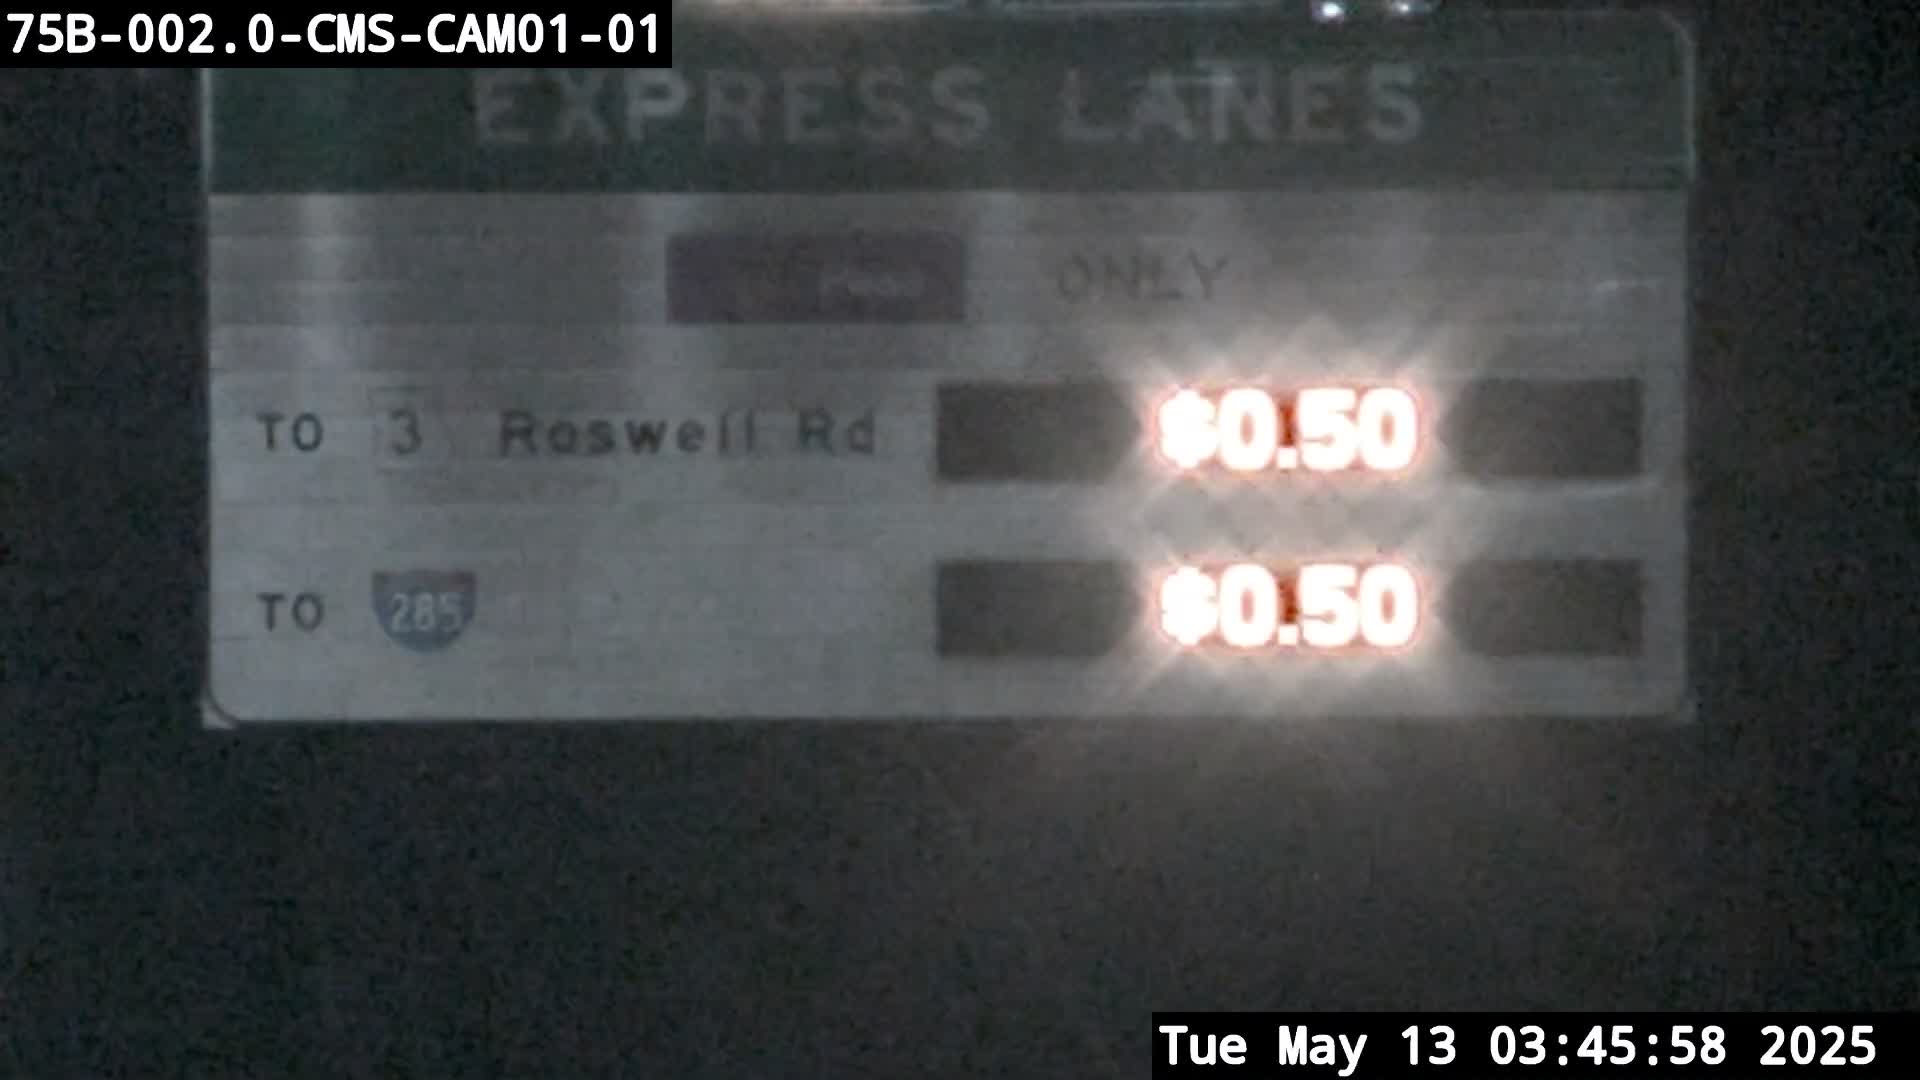 75B-002.0-CMS-CAM01-01
EXPRESS LANES
ONLY
TO 3 Roswell Rd $0.50
TO 285 $0.50
Tue May 13 03:45:58 2025